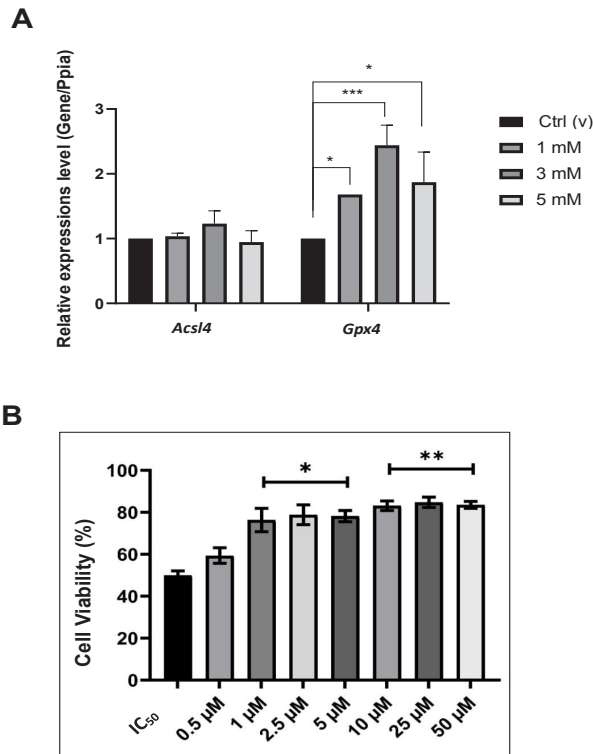 A
Relative expressions level (Gene/Ppia)
3
2
1
0
*
***
*
Acsl4
Gpx4
Ctrl (v)
1 mM
3 mM
5 mM
B
Cell Viability (%)
100
80
60
40
20
0
*
**
IC50
0.5 µM
1 µM
2.5 µM
5 µM
10 µM
25 µM
50 µM